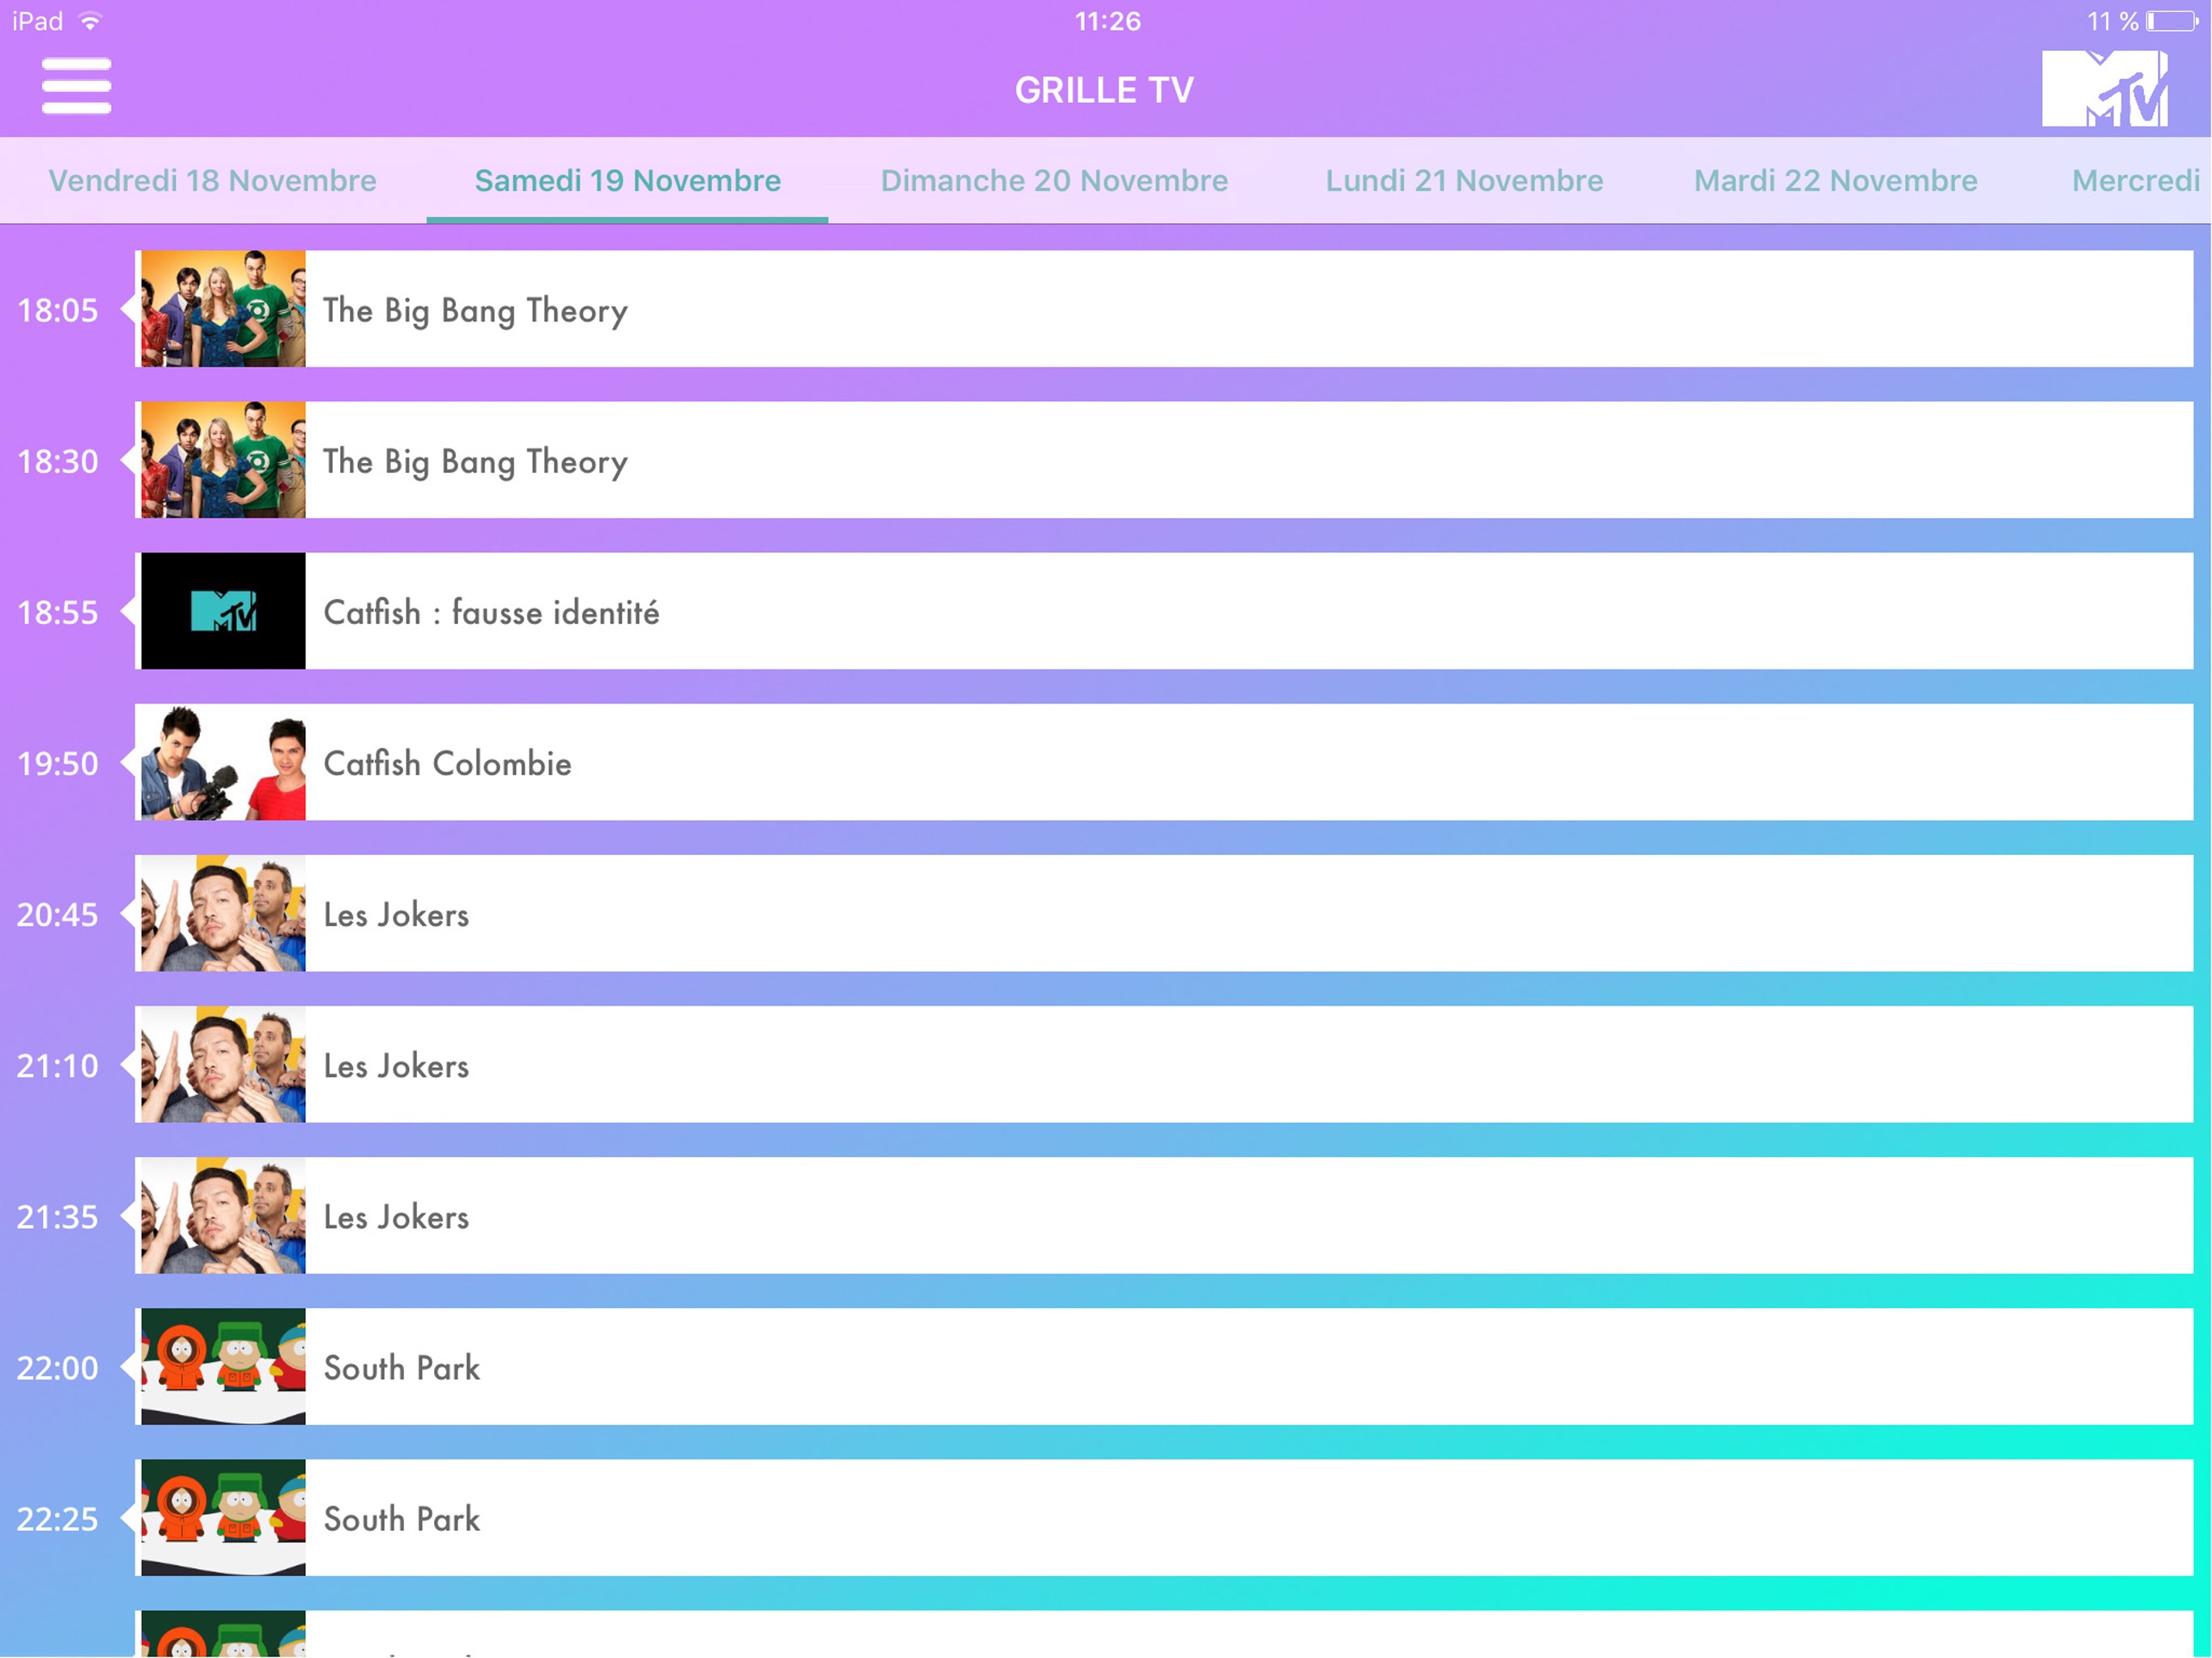 iPad 11:26 11 %
GRILLE TV
MTV
Vendredi 18 Novembre Samedi 19 Novembre Dimanche 20 Novembre Lundi 21 Novembre Mardi 22 Novembre Mercredi
18:05 The Big Bang Theory
18:30 The Big Bang Theory
18:55 MTV Catfish : fausse identité
19:50 Catfish Colombie
20:45 Les Jokers
21:10 Les Jokers
21:35 Les Jokers
22:00 South Park
22:25 South Park